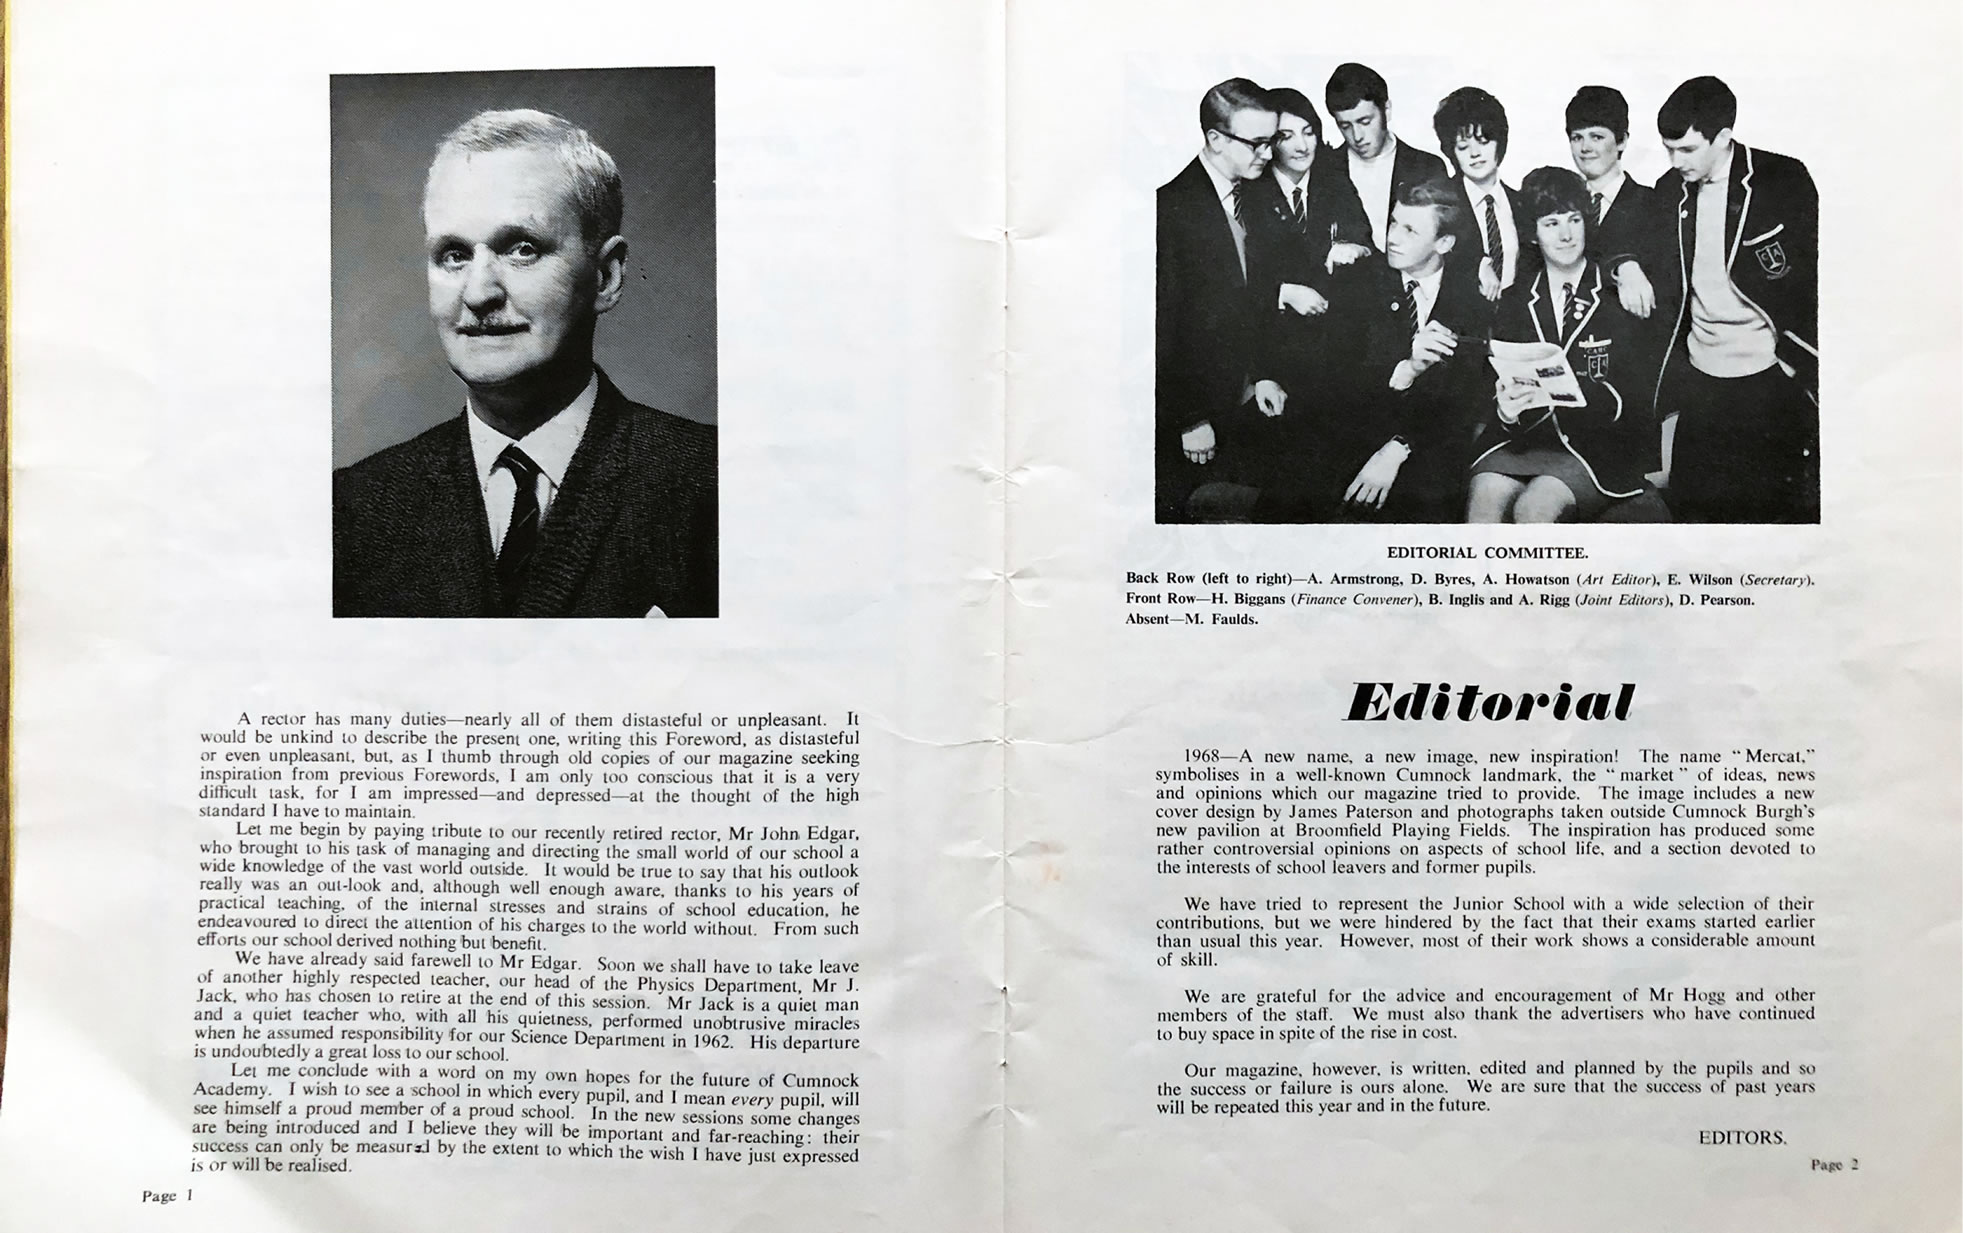 A rector has many duties—nearly all of them distasteful or unpleasant. It
would be unkind to describe the present one, writing this Foreword, as distasteful
or even unpleasant, but, as I thumb through old copies of our magazine seeking
inspiration from previous Forewords, I am only too conscious that it is a very
difficult task, for I am impressed—and depressed—at the thought of the high
standard I have to maintain.
Let me begin by paying tribute to our recently retired rector, Mr John Edgar,
who brought to his task of managing and directing the small world of our school a
wide knowledge of the vast world outside. It would be true to say that his outlook
really was an out-look and, although well enough aware, thanks to his years of
practical teaching, of the internal stresses and strains of school education, he
endeavoured to direct the attention of his charges to the world without. From such
efforts our school derived nothing but benefit.
We have already said farewell to Mr Edgar. Soon we shall have to take leave
of another highly respected teacher, our head of the Physics Department, Mr J.
Jack, who has chosen to retire at the end of this session. Mr Jack is a quiet man
and a quiet teacher who, with all his quietness, performed unobtrusive miracles
when he assumed responsibility for our Science Department in 1962. His departure
is undoubtedly a great loss to our school.
Let me conclude with a word on my own hopes for the future of Cumnock
Academy. I wish to see a school in which every pupil, and I mean every pupil, will
see himself a proud member of a proud school. In the new sessions some changes
are being introduced and I believe they will be important and far-reaching: their
success can only be measured by the extent to which the wish I have just expressed
is or will be realised.
Page 1
CA
CA
EDITORIAL COMMITTEE.
Back Row (left to right)—A. Armstrong, D. Byres, A. Howatson (Art Editor), E. Wilson (Secretary).
Front Row—H. Biggans (Finance Convener), B. Inglis and A. Rigg (Joint Editors), D. Pearson.
Absent—M. Faulds.
Editorial
1968—A new name, a new image, new inspiration! The name "Mercat,"
symbolises in a well-known Cumnock landmark, the "market" of ideas, news
and opinions which our magazine tried to provide. The image includes a new
cover design by James Paterson and photographs taken outside Cumnock Burgh's
new pavilion at Broomfield Playing Fields. The inspiration has produced some
rather controversial opinions on aspects of school life, and a section devoted to
the interests of school leavers and former pupils.
We have tried to represent the Junior School with a wide selection of their
contributions, but we were hindered by the fact that their exams started earlier
than usual this year. However, most of their work shows a considerable amount
of skill.
We are grateful for the advice and encouragement of Mr Hogg and other
members of the staff. We must also thank the advertisers who have continued
to buy space in spite of the rise in cost.
Our magazine, however, is written, edited and planned by the pupils and so
the success or failure is ours alone. We are sure that the success of past years
will be repeated this year and in the future.
EDITORS.
Page 2